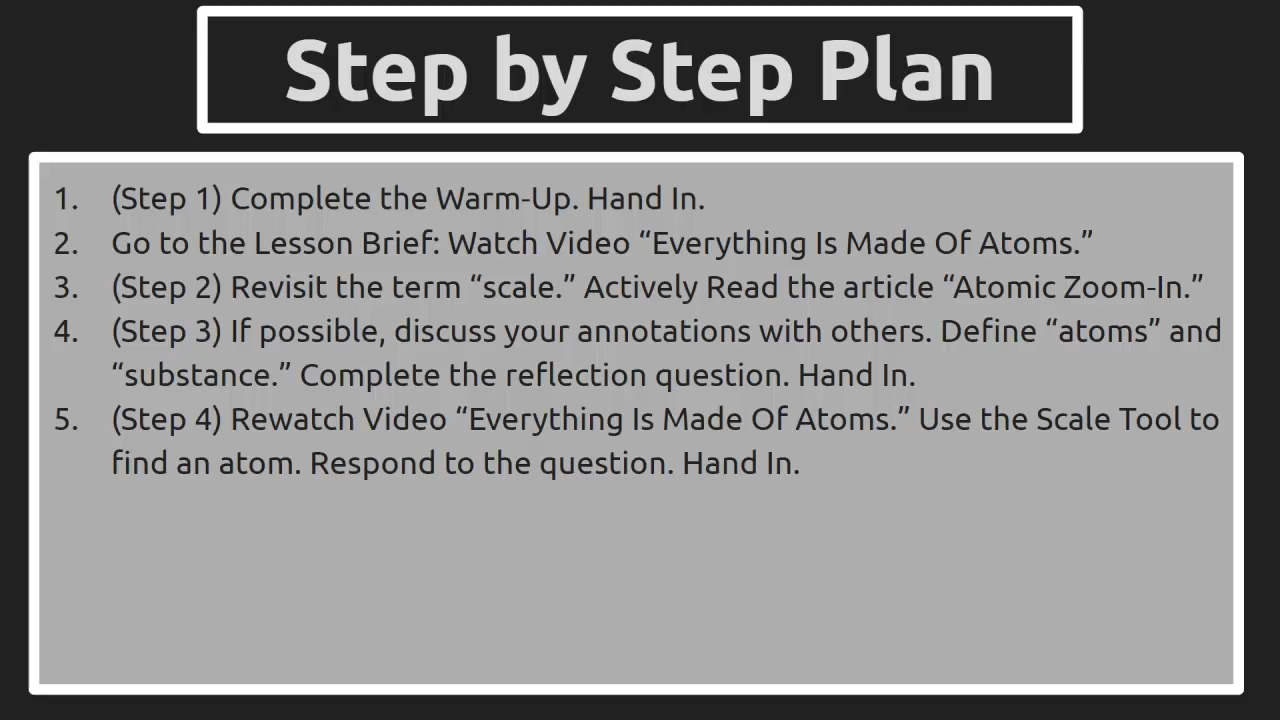 Step by Step Plan
1. (Step 1) Complete the Warm-Up. Hand In.
2. Go to the Lesson Brief: Watch Video “Everything Is Made Of Atoms.”
3. (Step 2) Revisit the term “scale.” Actively Read the article “Atomic Zoom-In.”
4. (Step 3) If possible, discuss your annotations with others. Define “atoms” and
“substance.” Complete the reflection question. Hand In.
5. (Step 4) Rewatch Video “Everything Is Made Of Atoms.” Use the Scale Tool to
find an atom. Respond to the question. Hand In.